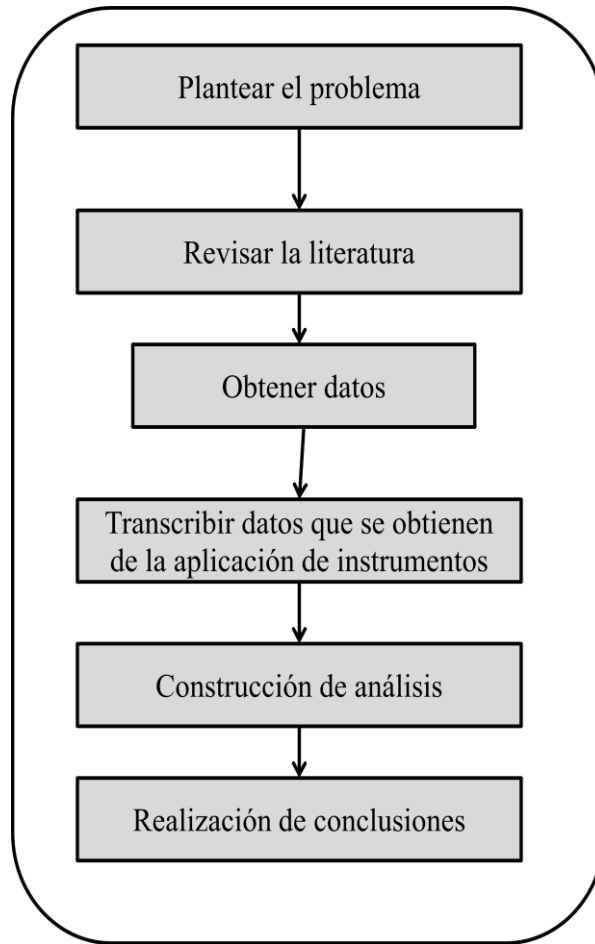 Plantear el problema
Revisar la literatura
Obtener datos
Transcribir datos que se obtienen
de la aplicación de instrumentos
Construcción de análisis
Realización de conclusiones